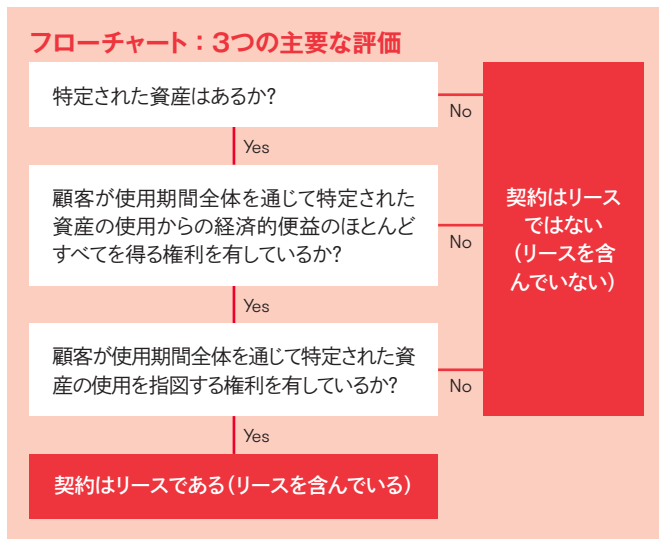 フローチャート：3つの主要な評価
特定された資産はあるか？
No
Yes
顧客が使用期間全体を通じて特定された
資産の使用からの経済的便益のほとんど
すべてを得る権利を有しているか？
No
Yes
顧客が使用期間全体を通じて特定された資
産の使用を指図する権利を有しているか？
No
Yes
契約はリースである（リースを含んでいる）
契約はリース
ではない
（リースを含
んでいない）